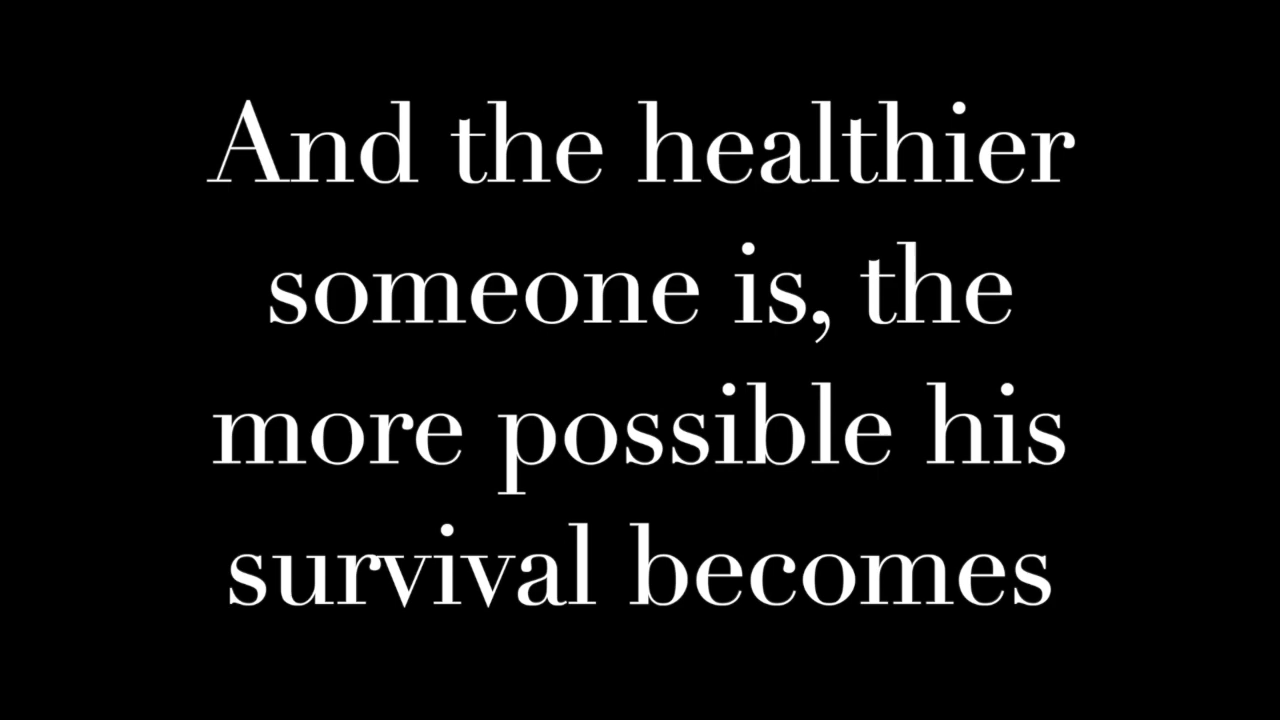 And the healthier
someone is, the
more possible his
survival becomes